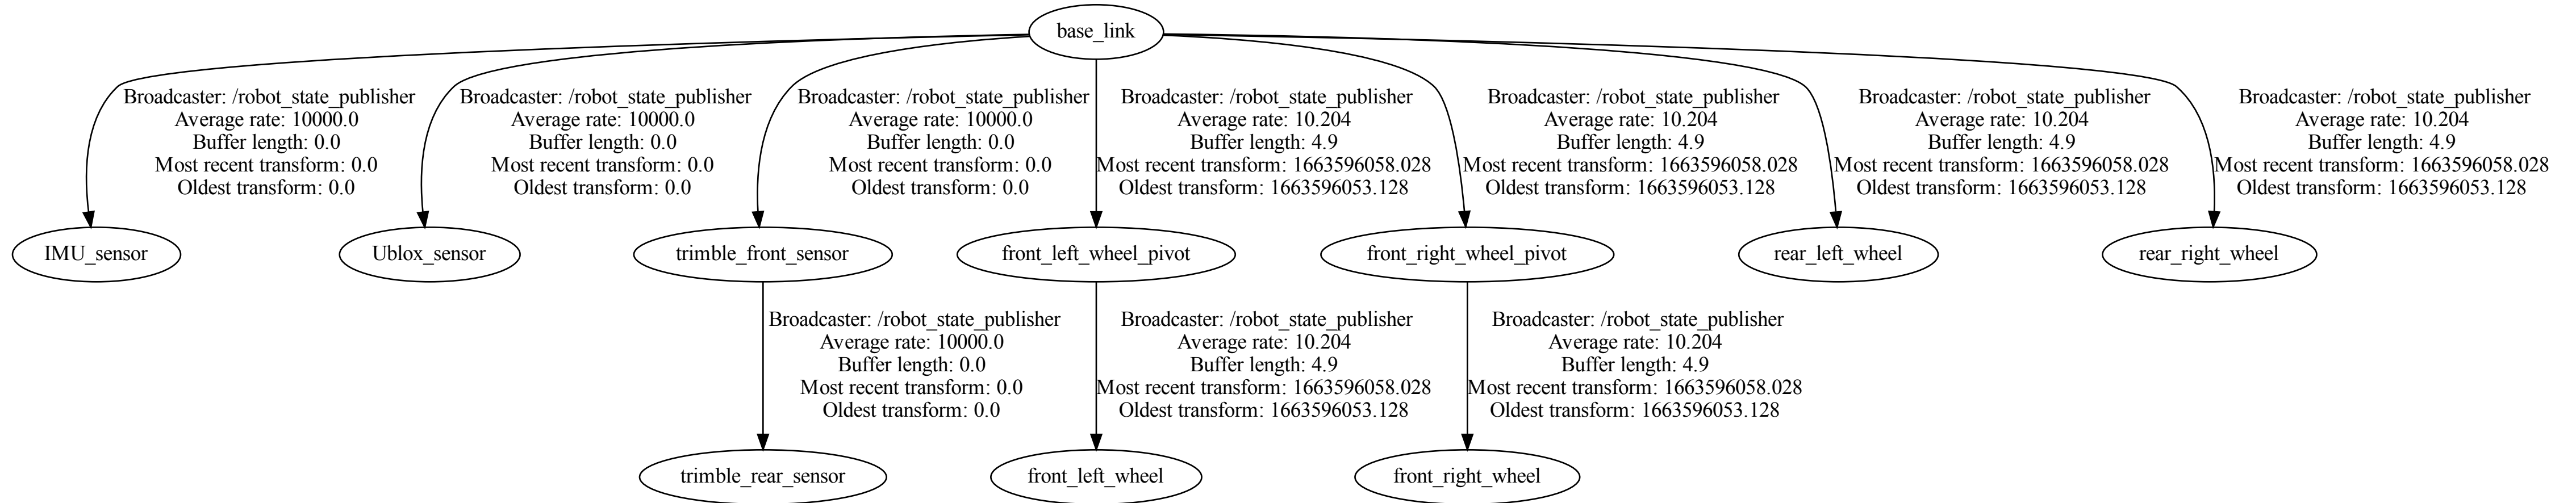 base_link
Broadcaster: /robot_state_publisher
Average rate: 10000.0
Buffer length: 0.0
Most recent transform: 0.0
Oldest transform: 0.0
Broadcaster: /robot_state_publisher
Average rate: 10000.0
Buffer length: 0.0
Most recent transform: 0.0
Oldest transform: 0.0
Broadcaster: /robot_state_publisher
Average rate: 10000.0
Buffer length: 0.0
Most recent transform: 0.0
Oldest transform: 0.0
Broadcaster: /robot_state_publisher
Average rate: 10.204
Buffer length: 4.9
Most recent transform: 1663596058.028
Oldest transform: 1663596053.128
Broadcaster: /robot_state_publisher
Average rate: 10.204
Buffer length: 4.9
Most recent transform: 1663596058.028
Oldest transform: 1663596053.128
Broadcaster: /robot_state_publisher
Average rate: 10.204
Buffer length: 4.9
Most recent transform: 1663596058.028
Oldest transform: 1663596053.128
Broadcaster: /robot_state_publisher
Average rate: 10.204
Buffer length: 4.9
Most recent transform: 1663596058.028
Oldest transform: 1663596053.128
IMU_sensor
Ublox_sensor
trimble_front_sensor
front_left_wheel_pivot
front_right_wheel_pivot
rear_left_wheel
rear_right_wheel
Broadcaster: /robot_state_publisher
Average rate: 10000.0
Buffer length: 0.0
Most recent transform: 0.0
Oldest transform: 0.0
Broadcaster: /robot_state_publisher
Average rate: 10.204
Buffer length: 4.9
Most recent transform: 1663596058.028
Oldest transform: 1663596053.128
Broadcaster: /robot_state_publisher
Average rate: 10.204
Buffer length: 4.9
Most recent transform: 1663596058.028
Oldest transform: 1663596053.128
trimble_rear_sensor
front_left_wheel
front_right_wheel